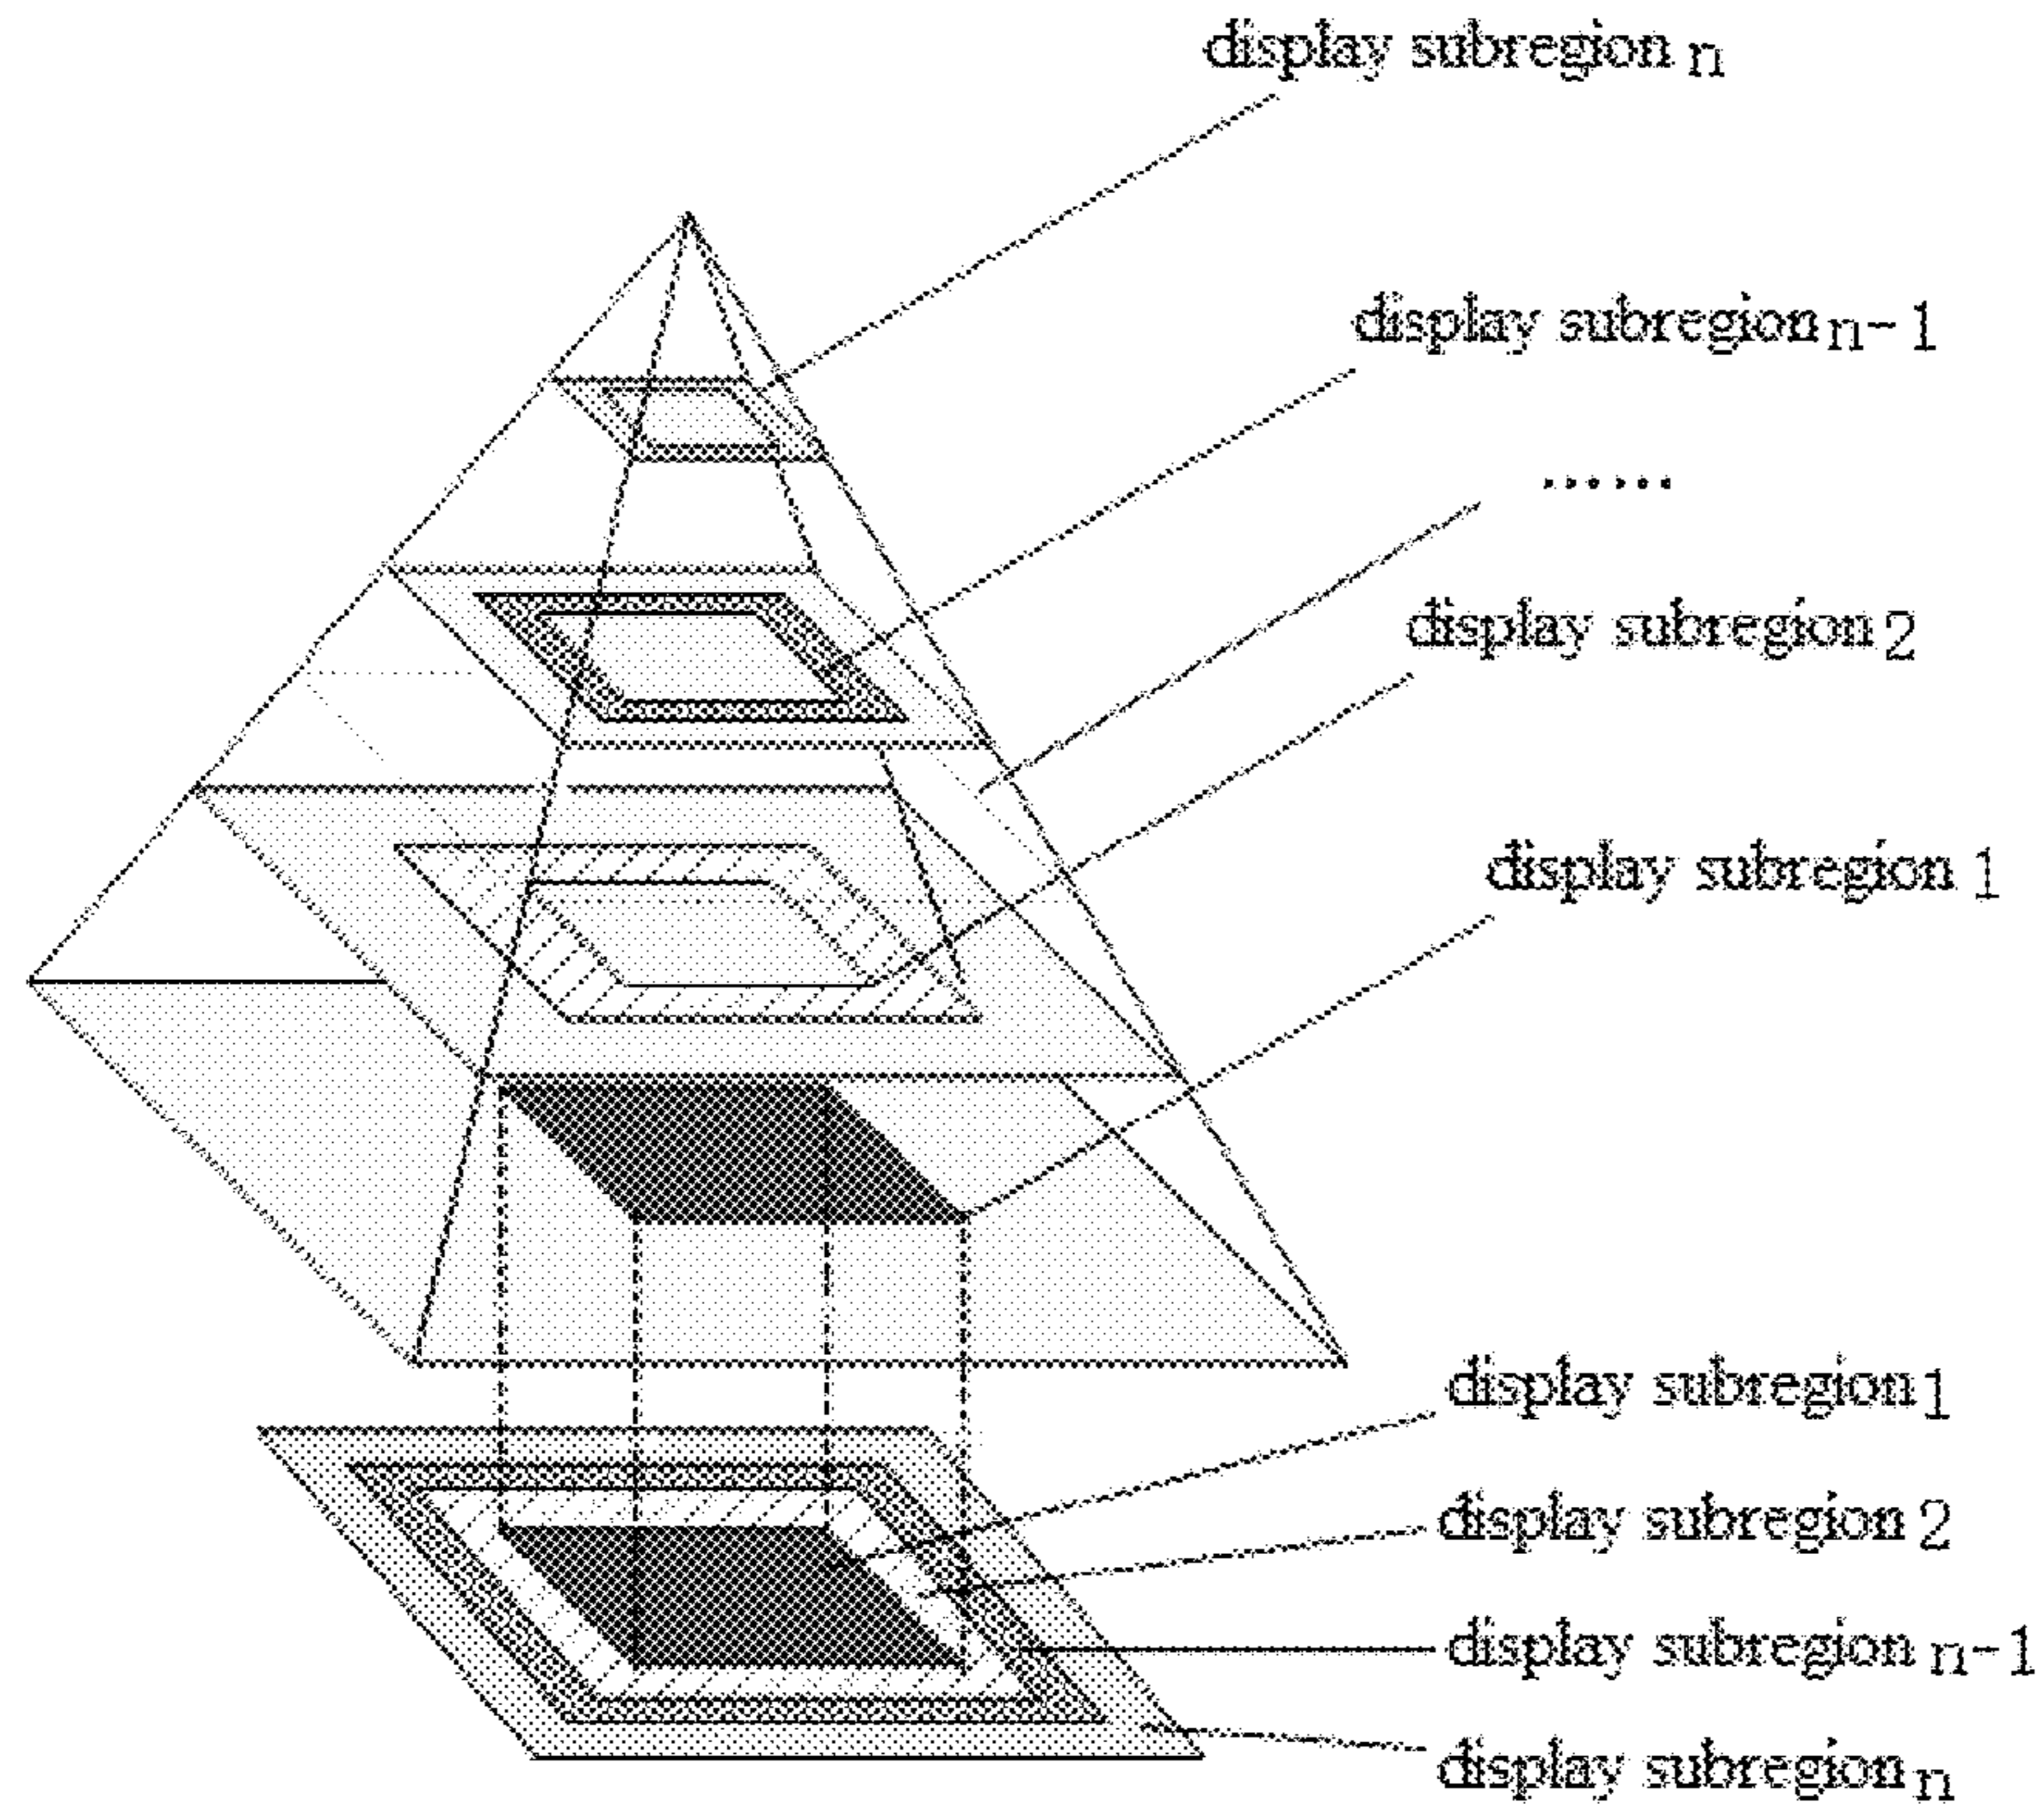 display subregion n
display subregion n-1
......
display subregion 2
display subregion 1
display subregion 1
display subregion 2
display subregion n-1
display subregion n